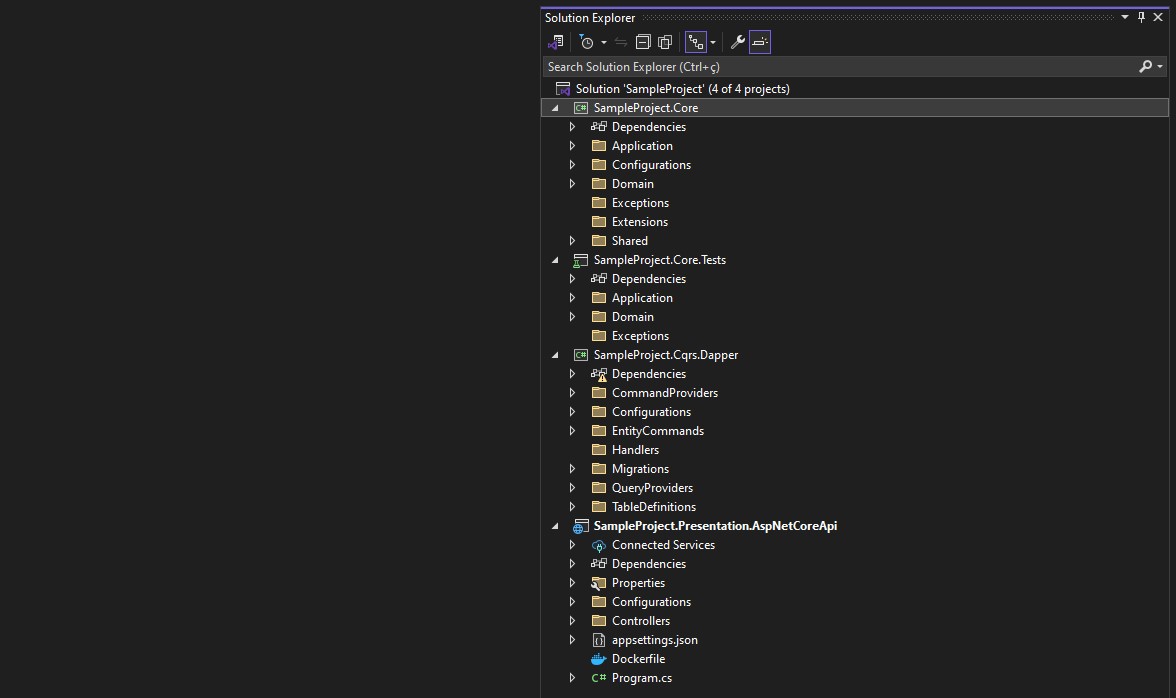 Solution Explorer
Search Solution Explorer (Ctrl+ç)
Solution 'SampleProject' (4 of 4 projects)
C# SampleProject.Core
Dependencies
Application
Configurations
Domain
Exceptions
Extensions
Shared
SampleProject.Core.Tests
Dependencies
Application
Domain
Exceptions
C# SampleProject.Cqrs.Dapper
Dependencies
CommandProviders
Configurations
EntityCommands
Handlers
Migrations
QueryProviders
TableDefinitions
SampleProject.Presentation.AspNetCoreApi
Connected Services
Dependencies
Properties
Configurations
Controllers
appsettings.json
Dockerfile
C# Program.cs